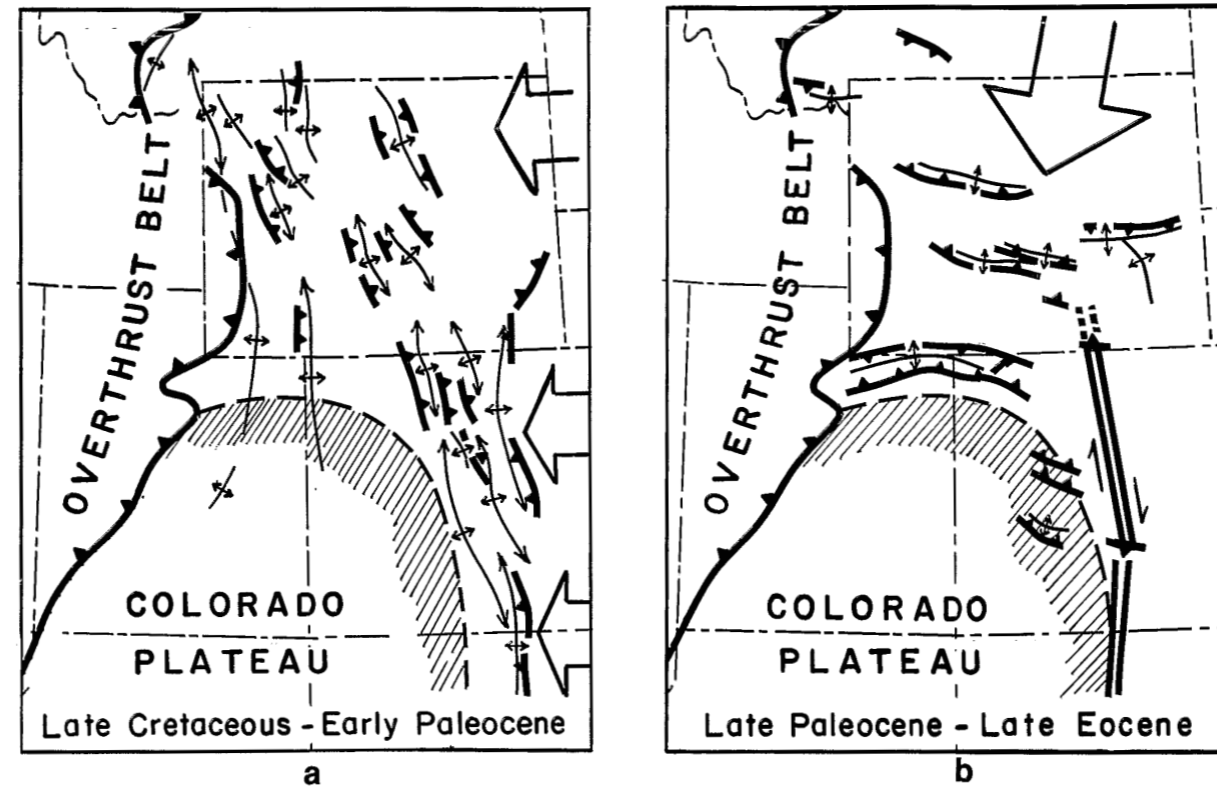 OVERTHRUST BELT
COLORADO
PLATEAU
Late Cretaceous - Early Paleocene
a
OVERTHRUST BELT
COLORADO
PLATEAU
Late Paleocene - Late Eocene
b